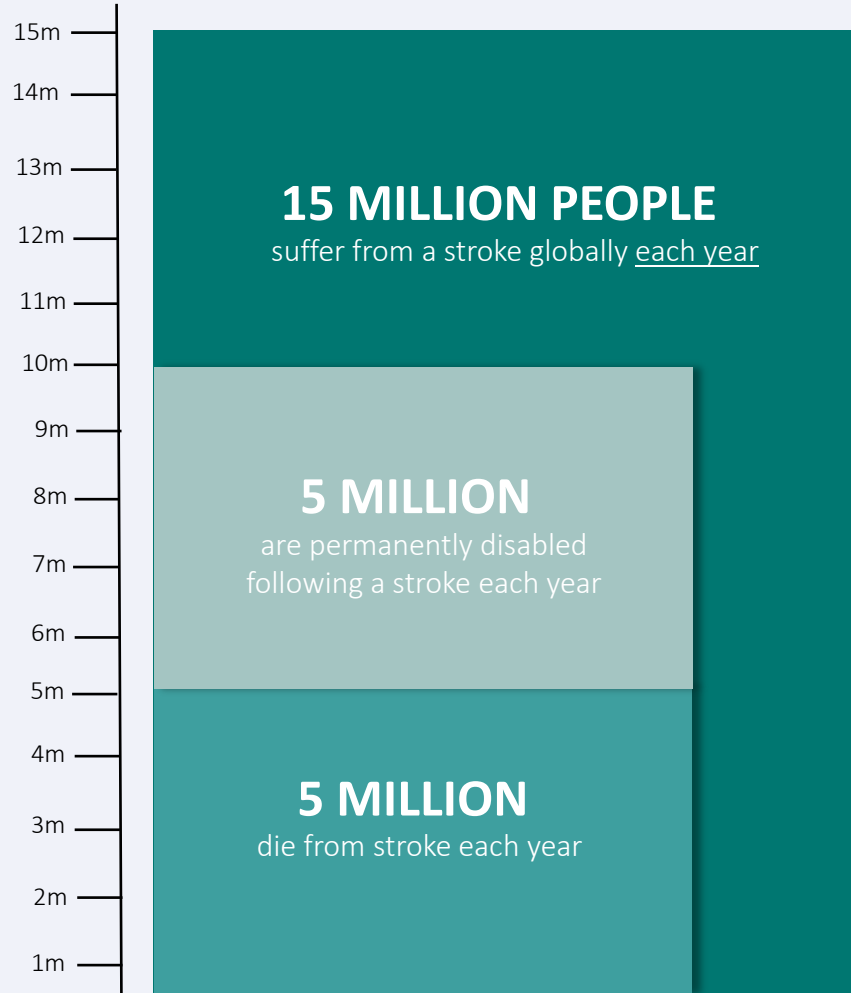 15m
14m
13m
12m
11m
10m
9m
8m
7m
6m
5m
4m
3m
2m
1m
15 MILLION PEOPLE
suffer from a stroke globally each year
5 MILLION
are permanently disabled
following a stroke each year
5 MILLION
die from stroke each year